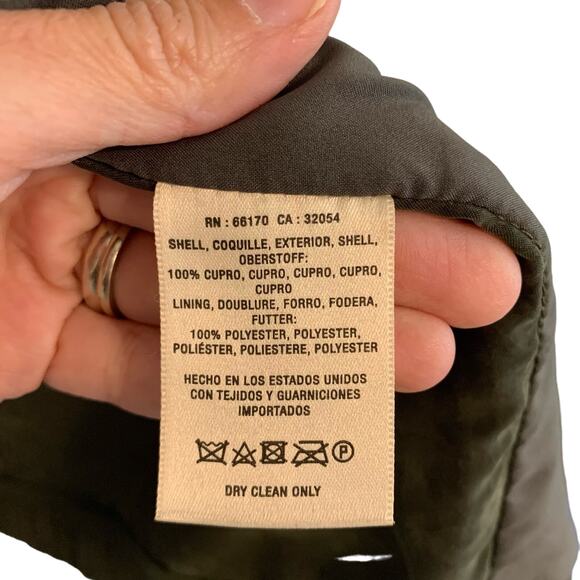 RN : 66170 CA : 32054
SHELL, COQUILLE, EXTERIOR, SHELL,
OBERSTOFF:
100% CUPRO, CUPRO, CUPRO, CUPRO,
CUPRO
LINING, DOUBLURE, FORRO, FODERA,
FUTTER:
100% POLYESTER, POLYESTER,
POLIÉSTER, POLIESTERE, POLYESTER
HECHO EN LOS ESTADOS UNIDOS
CON TEJIDOS Y GUARNICIONES
IMPORTADOS
P
DRY CLEAN ONLY